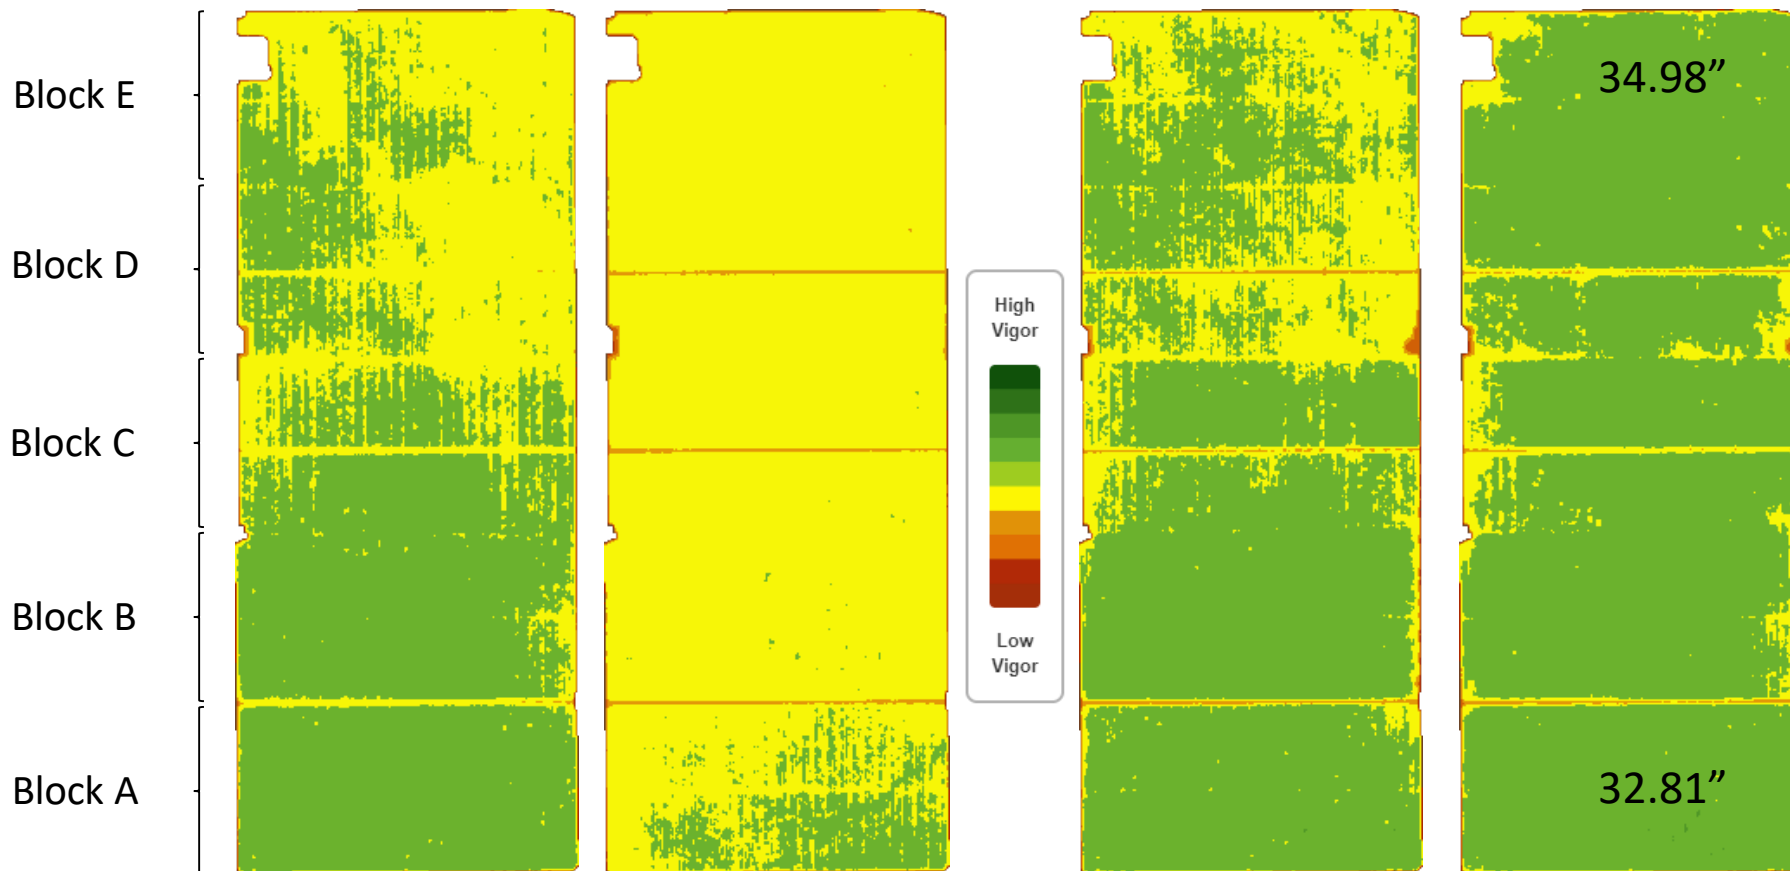 Block E
34.98”
Block D
High
Vigor
Block C
Block B
Low
Vigor
Block A
32.81”